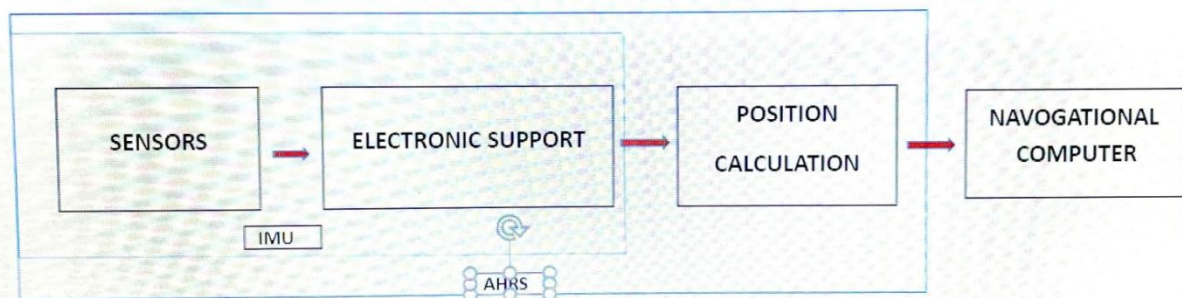 SENSORS
ELECTRONIC SUPPORT
POSITION
CALCULATION
NAVOGATIONAL
COMPUTER
IMU
AHRS